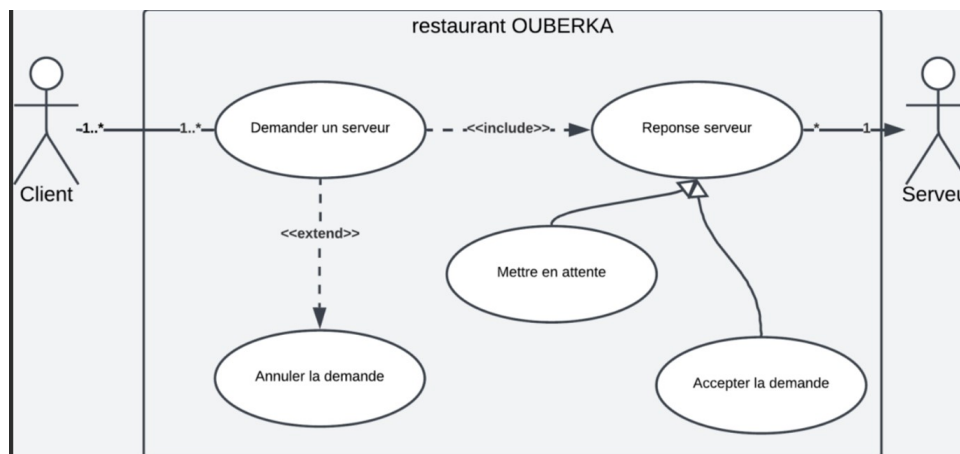 restaurant OUBERKA
1..*
1..*
Demander un serveur
<<include>>
Reponse serveur
*
1
Client
Serveu
<<extend>>
Mettre en attente
Annuler la demande
Accepter la demande